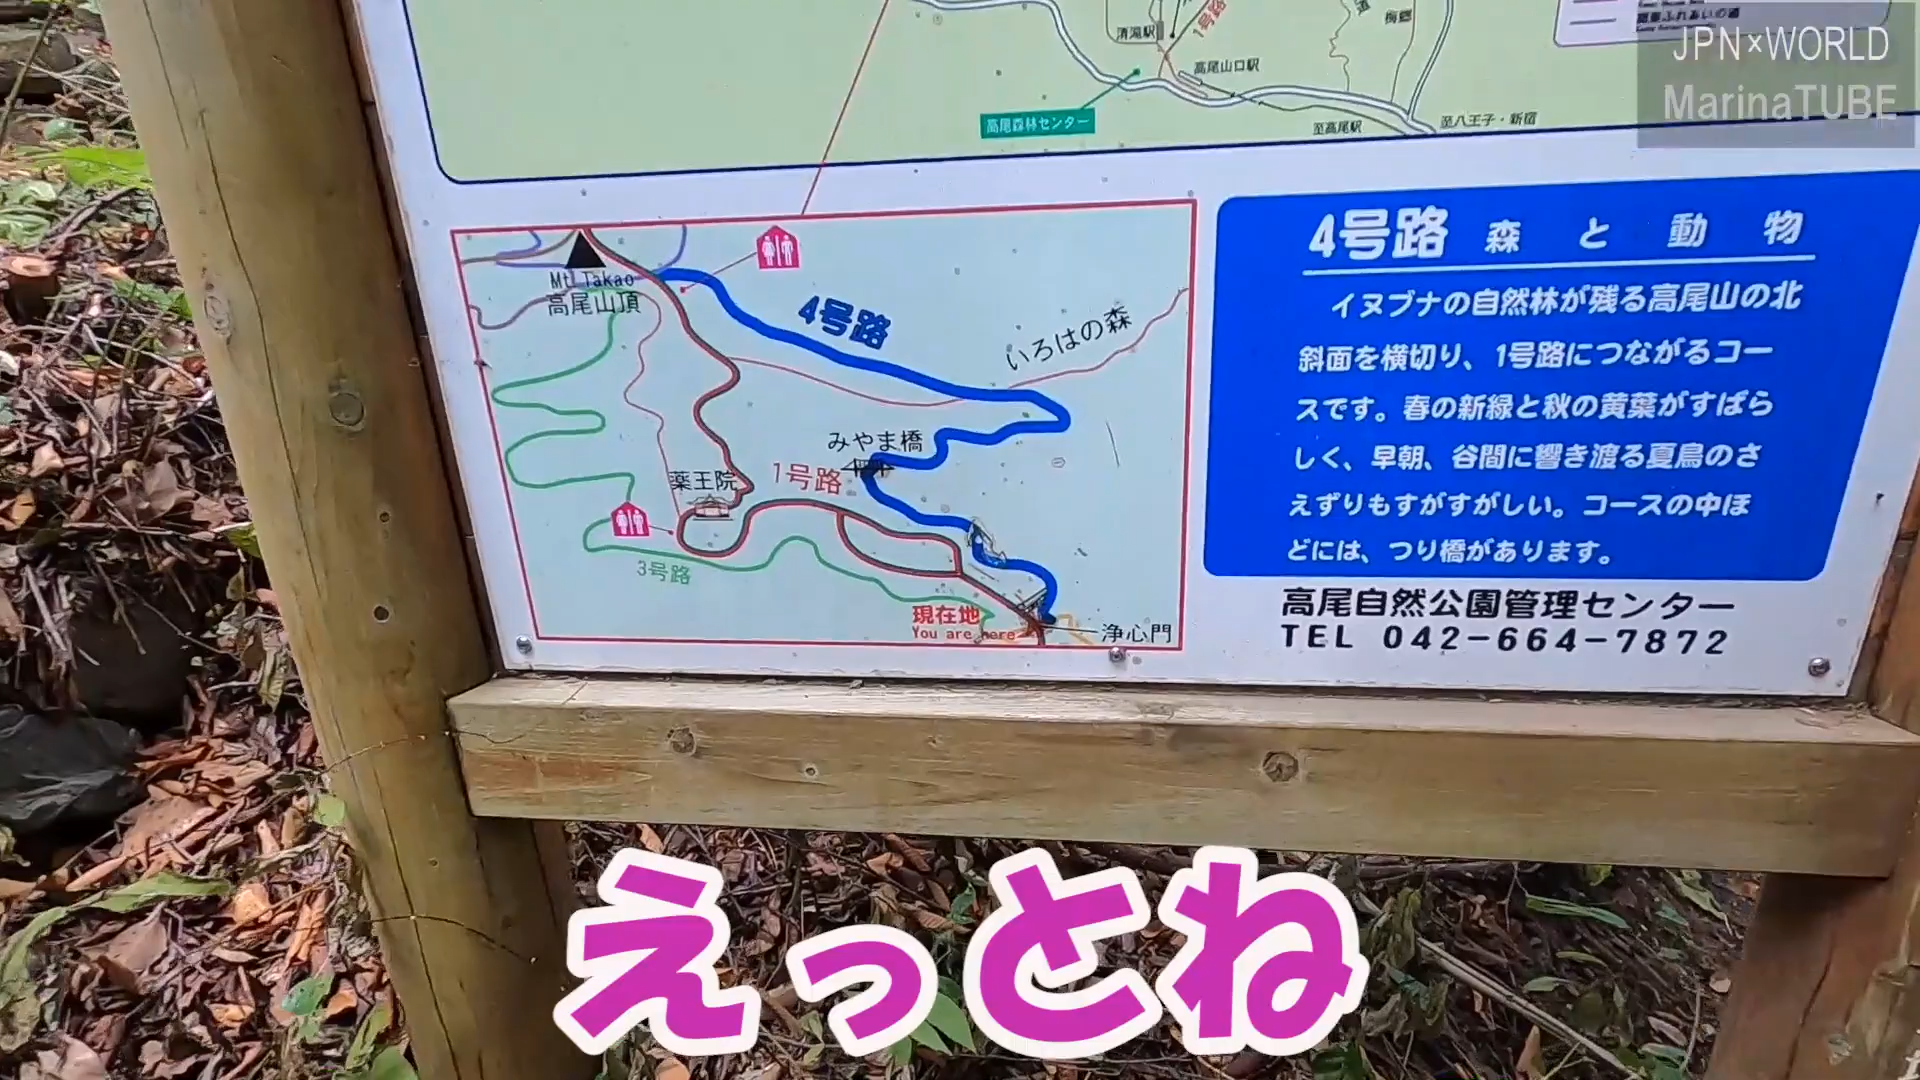 清滝駅
1号路
梅郷
高尾山口駅
高尾森林センター
至高尾駅
至八王子・新宿
JPN×WORLD
MarinaTUBE
Mt. Takao
高尾山頂
4号路
いろはの森
みやま橋
薬王院
1号路
3号路
現在地
You are here
浄心門
4号路 森と動物
イヌブナの自然林が残る高尾山の北
斜面を横切り、1号路につながるコー
スです。春の新緑と秋の黄葉がすばら
しく、早朝、谷間に響き渡る夏鳥のさ
えずりもすがすがしい。コースの中ほ
どには、つり橋があります。
高尾自然公園管理センター
TEL 042-664-7872
えっとね